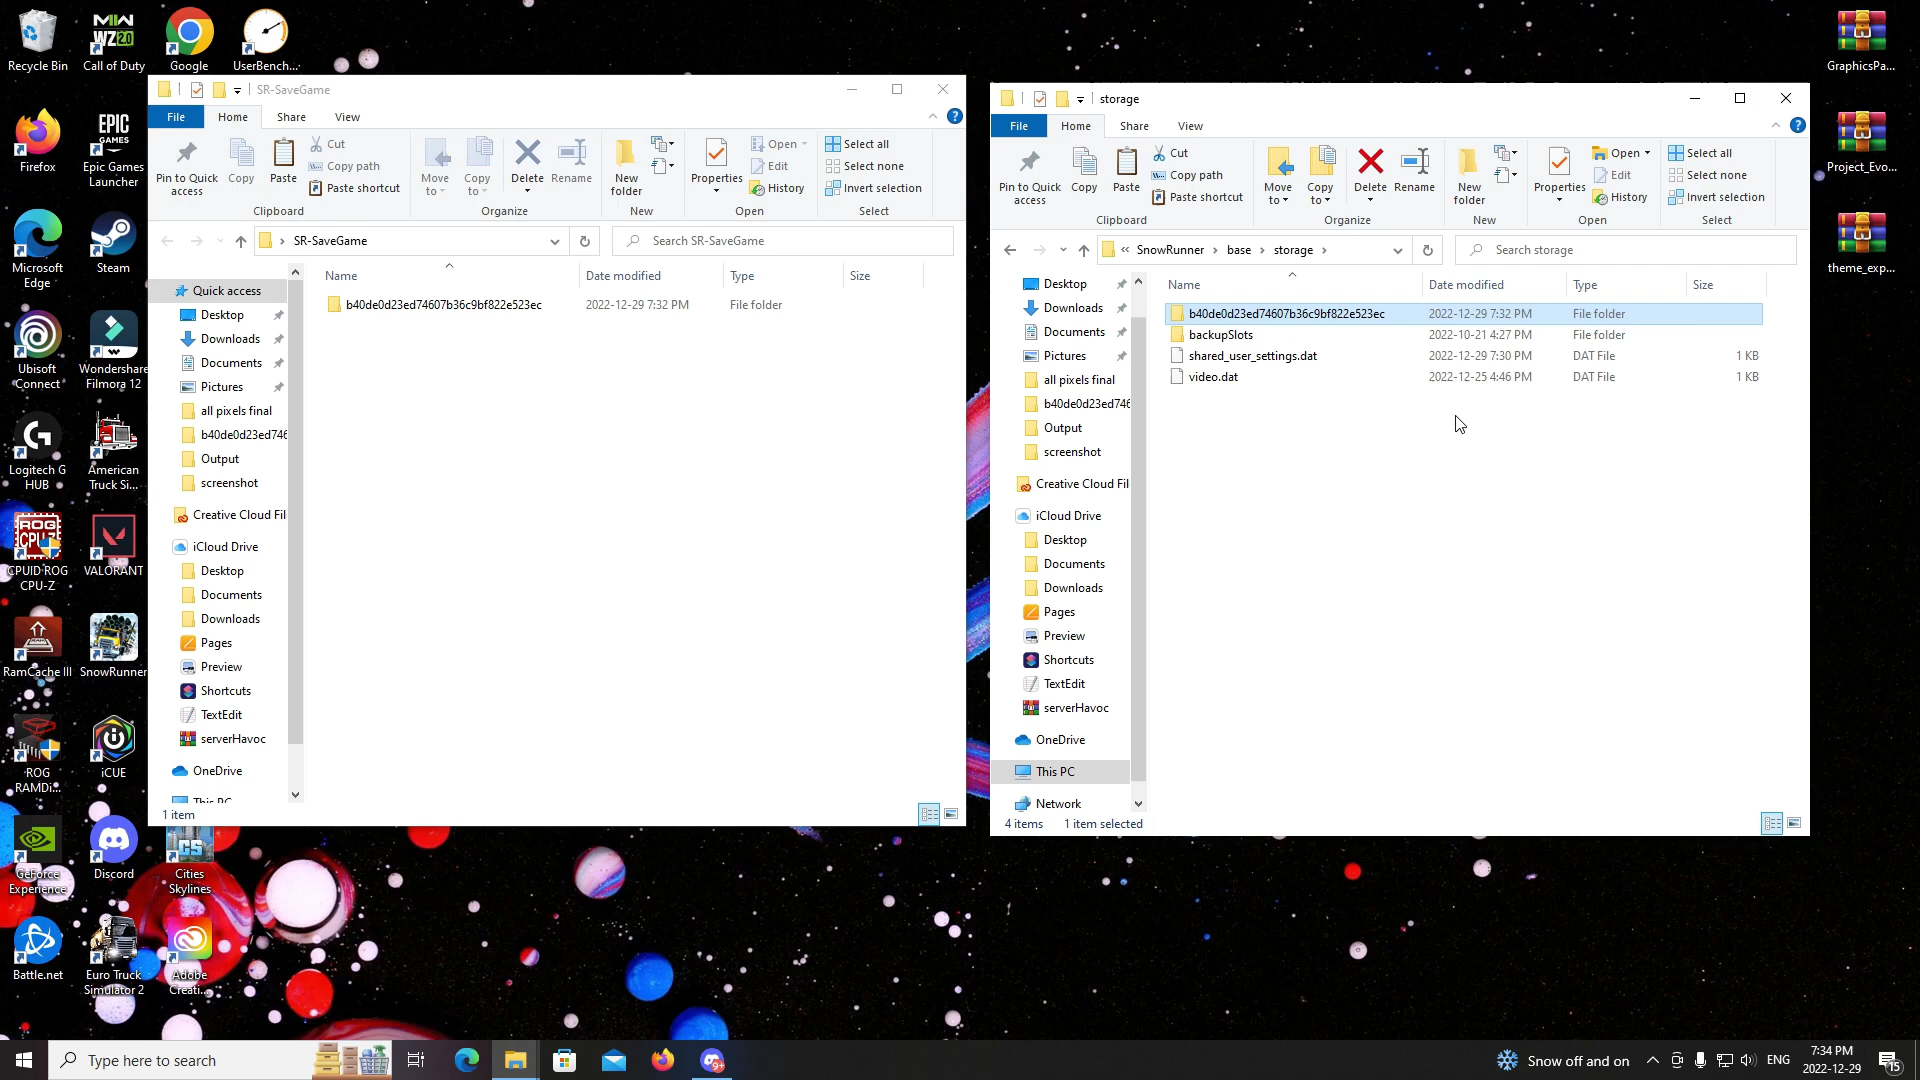 Recycle Bin
Call of Duty
Google
UserBench...
Firefox
EPIC
GAMES
Epic Games
Launcher
Microsoft
Edge
Steam
Ubisoft
Connect
Wondershare
Filmora 12
Logitech G
HUB
American
Truck Si...
CPUID ROG
CPU-Z
VALORANT
RamCache III
SnowRunner
ROG
RAMDi...
iCUE
GeForce
Experience
Discord
Cities
Skylines
Battle.net
Euro Truck
Simulator 2
Adobe
Creati...
GraphicsPa...
Project_Evo...
theme_exp...
SR-SaveGame
File Home Share View
Pin to Quick
access
Copy
Paste
Cut
Copy path
Paste shortcut
Clipboard
Move
to
Copy
to
Delete
Rename
Organize
New
folder
New
Properties
Open
Edit
History
Open
Select all
Select none
Invert selection
Select
SR-SaveGame
Search SR-SaveGame
Name Date modified Type Size
b40de0d23ed74607b36c9bf822e523ec 2022-12-29 7:32 PM File folder
Quick access
Desktop
Downloads
Documents
Pictures
all pixels final
b40de0d23ed746
Output
screenshot
Creative Cloud Fil
iCloud Drive
Desktop
Documents
Downloads
Pages
Preview
Shortcuts
TextEdit
serverHavoc
OneDrive
This PC
1 item
storage
File Home Share View
Pin to Quick
access
Copy
Paste
Cut
Copy path
Paste shortcut
Clipboard
Move
to
Copy
to
Delete
Rename
Organize
New
folder
New
Properties
Open
Edit
History
Open
Select all
Select none
Invert selection
Select
« SnowRunner › base › storage ›
Search storage
Name Date modified Type Size
b40de0d23ed74607b36c9bf822e523ec 2022-12-29 7:32 PM File folder
backupSlots 2022-10-21 4:27 PM File folder
shared_user_settings.dat 2022-12-29 7:30 PM DAT File 1 KB
video.dat 2022-12-25 4:46 PM DAT File 1 KB
Desktop
Downloads
Documents
Pictures
all pixels final
b40de0d23ed746
Output
screenshot
Creative Cloud Fil
iCloud Drive
Desktop
Documents
Downloads
Pages
Preview
Shortcuts
TextEdit
serverHavoc
OneDrive
This PC
Network
4 items 1 item selected
Type here to search
9+
Snow off and on
ENG
7:34 PM
2022-12-29
15